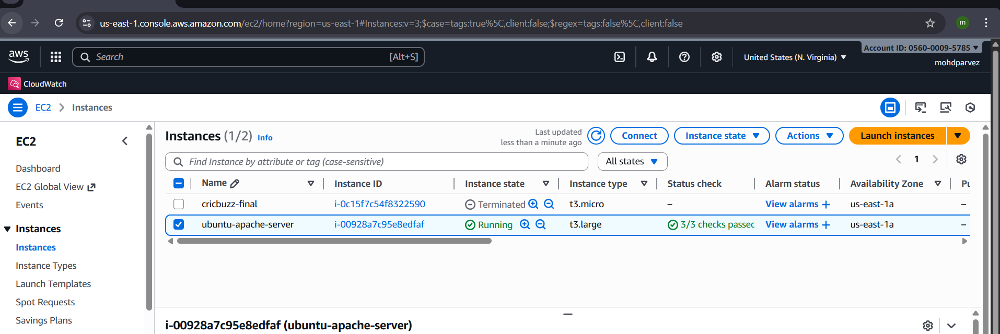 us-east-1.console.aws.amazon.com/ec2/home?region=us-east-1#Instances:v=3;$case=tags:true%5C,client:false;$regex=tags:false%5C,client:false
m
aws
Search
[Alt+S]
United States (N. Virginia)
Account ID: 0560-0009-5785
mohdparvez
CloudWatch
EC2
Instances
EC2
Dashboard
EC2 Global View
Events
Instances
Instances
Instance Types
Launch Templates
Spot Requests
Savings Plans
Instances (1/2) Info
Last updated
less than a minute ago
Connect
Instance state
Actions
Launch instances
Find Instance by attribute or tag (case-sensitive)
All states
1
Name Instance ID Instance state Instance type Status check Alarm status Availability Zone Pu
cricbuzz-final i-0c15f7c54f8322590 Terminated t3.micro – View alarms + us-east-1a –
ubuntu-apache-server i-00928a7c95e8edfaf Running t3.large 3/3 checks passed View alarms + us-east-1a –
i-00928a7c95e8edfaf (ubuntu-apache-server)